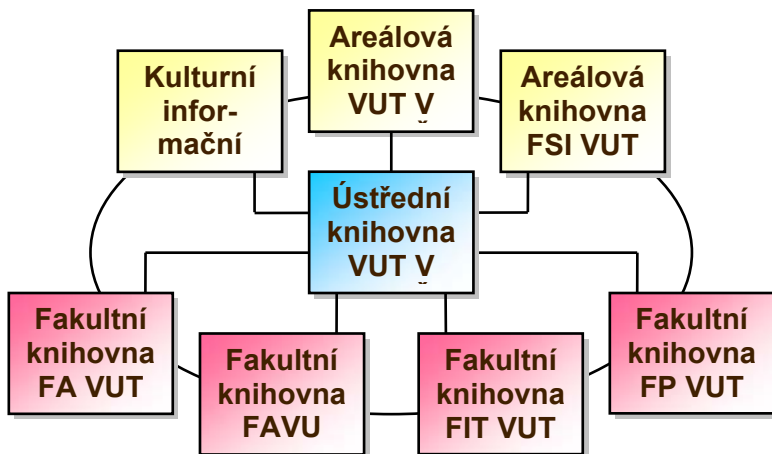 Areálová
knihovna
VUT V
Kulturní
infor-
mační
Areálová
knihovna
FSI VUT
Ústřední
knihovna
VUT V
Fakultní
knihovna
FA VUT
Fakultní
knihovna
FAVU
Fakultní
knihovna
FIT VUT
Fakultní
knihovna
FP VUT